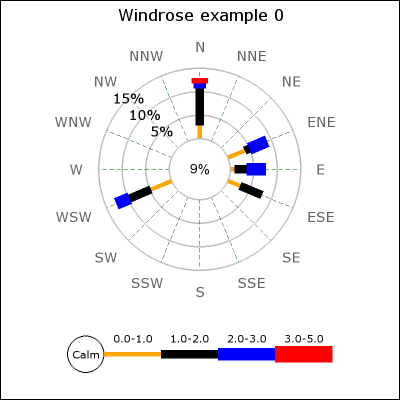 Windrose example 0
N
NNW NNE
NW NE
15%
WNW 10% ENE
5%
W 9% E
WSW ESE
SW SE
SSW SSE
S
0.0-1.0 1.0-2.0 2.0-3.0 3.0-5.0
Calm